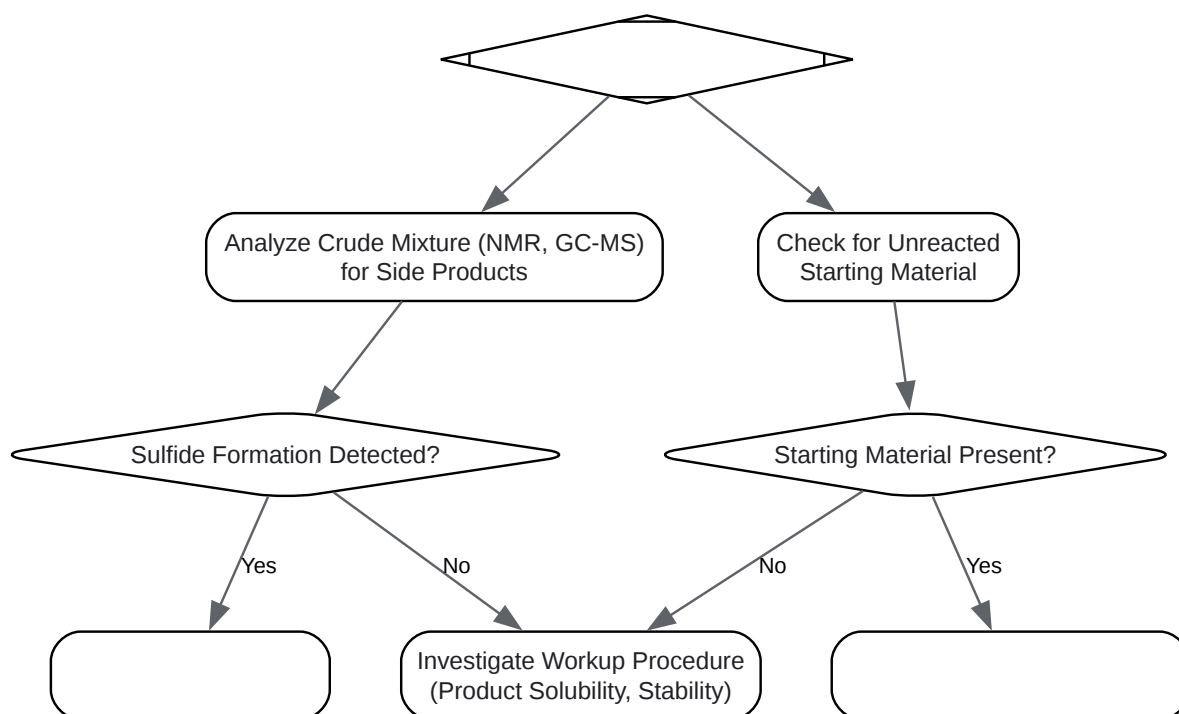 Analyze Crude Mixture (NMR, GC-MS)
for Side Products
Check for Unreacted
Starting Material
Sulfide Formation Detected?
Starting Material Present?
Yes
No
No
Yes
Investigate Workup Procedure
(Product Solubility, Stability)